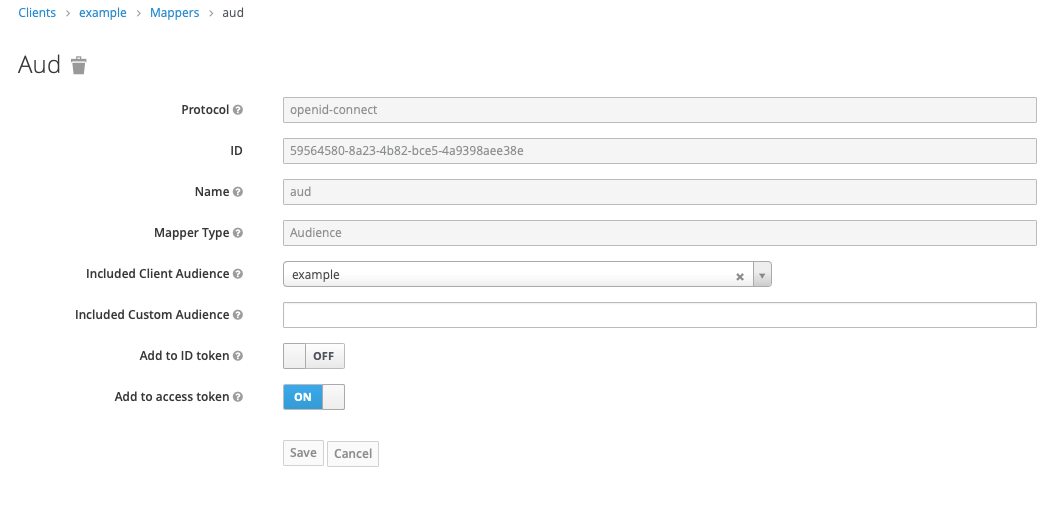 Clients > example > Mappers > aud
Aud
Protocol ? openid-connect
ID 59564580-8a23-4b82-bce5-4a9398aee38e
Name ? aud
Mapper Type ? Audience
Included Client Audience ? example ×
Included Custom Audience ?
Add to ID token ? OFF
Add to access token ? ON
Save Cancel